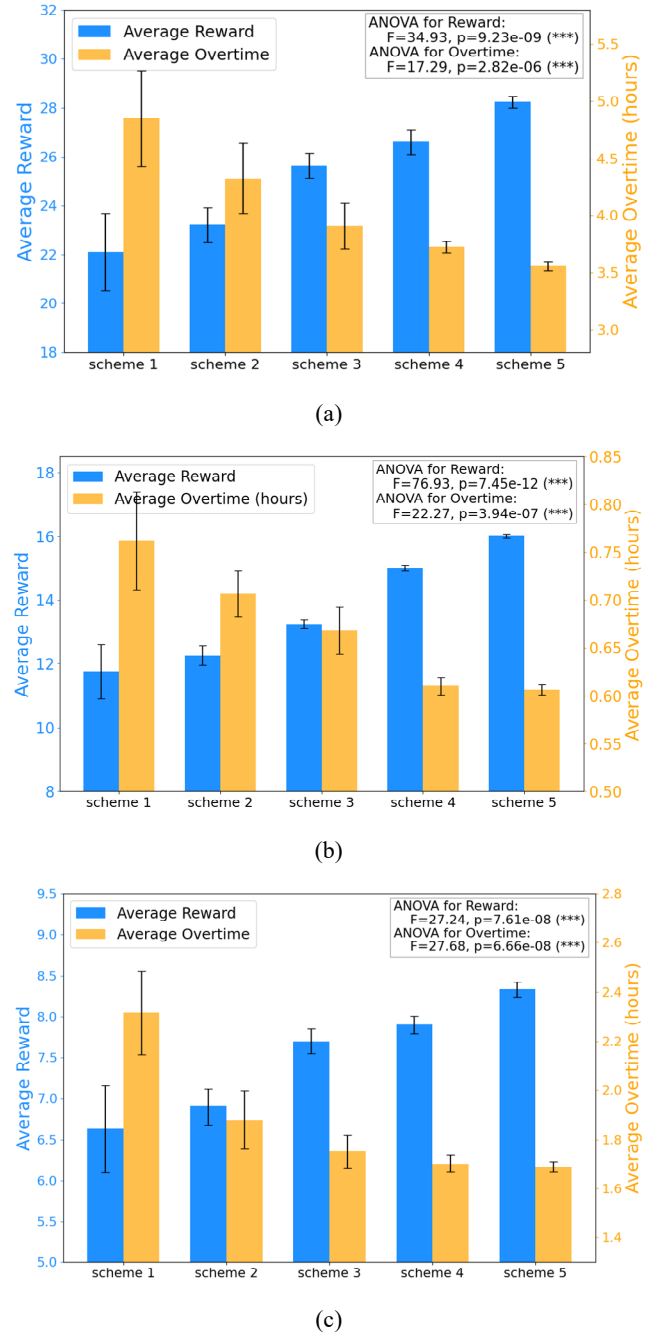 Average Reward
Average Overtime
ANOVA for Reward:
F=34.93, p=9.23e-09 (***)
ANOVA for Overtime:
F=17.29, p=2.82e-06 (***)
Average Reward
32
30
28
26
24
22
20
18
Average Overtime (hours)
5.5
5.0
4.5
4.0
3.5
3.0
scheme 1 scheme 2 scheme 3 scheme 4 scheme 5
(a)
Average Reward
Average Overtime (hours)
ANOVA for Reward:
F=76.93, p=7.45e-12 (***)
ANOVA for Overtime:
F=22.27, p=3.94e-07 (***)
Average Reward
18
16
14
12
10
8
Average Overtime (hours)
0.85
0.80
0.75
0.70
0.65
0.60
0.55
0.50
scheme 1 scheme 2 scheme 3 scheme 4 scheme 5
(b)
Average Reward
Average Overtime
ANOVA for Reward:
F=27.24, p=7.61e-08 (***)
ANOVA for Overtime:
F=27.68, p=6.66e-08 (***)
Average Reward
9.5
9.0
8.5
8.0
7.5
7.0
6.5
6.0
5.5
5.0
Average Overtime (hours)
2.8
2.6
2.4
2.2
2.0
1.8
1.6
1.4
scheme 1 scheme 2 scheme 3 scheme 4 scheme 5
(c)